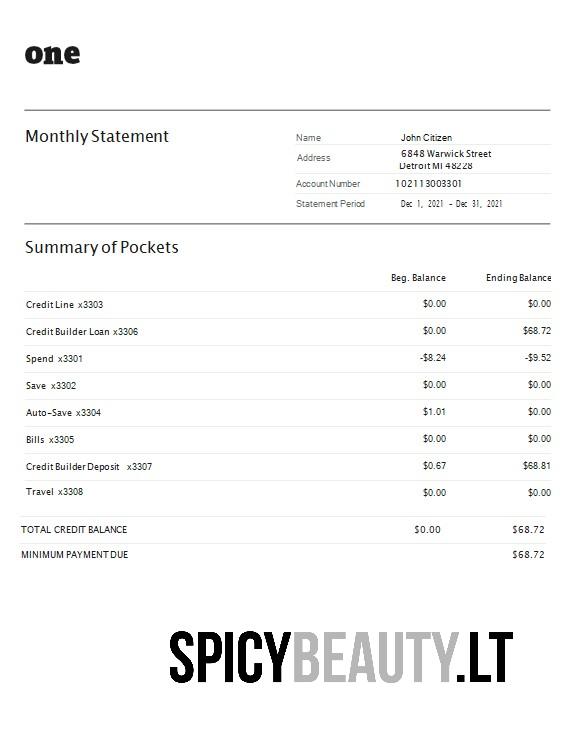 one
Monthly Statement
Name John Citizen
Address 6848 Warwick Street
Detroit MI 48228
Account Number 102113003301
Statement Period Dec 1, 2021 - Dec 31, 2021
Summary of Pockets
Beg. Balance Ending Balance
Credit Line x3303 $0.00 $0.00
Credit Builder Loan x3306 $0.00 $68.72
Spend x3301 -$8.24 -$9.52
Save x3302 $0.00 $0.00
Auto-Save x3304 $1.01 $0.00
Bills x3305 $0.00 $0.00
Credit Builder Deposit x3307 $0.67 $68.81
Travel x3308 $0.00 $0.00
TOTAL CREDIT BALANCE $0.00 $68.72
MINIMUM PAYMENT DUE $68.72
SPICYBEAUTY.LT